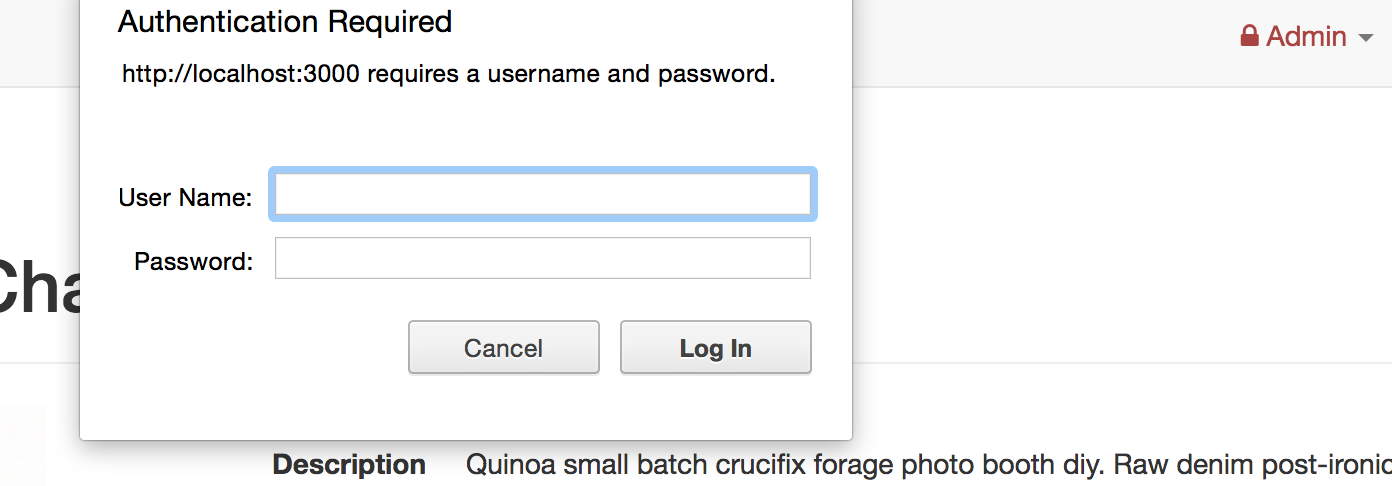 Authentication Required
Admin
http://localhost:3000 requires a username and password.
User Name:
Password:
Cha
Cancel
Log In
Description Quinoa small batch crucifix forage photo booth diy. Raw denim post-ironic